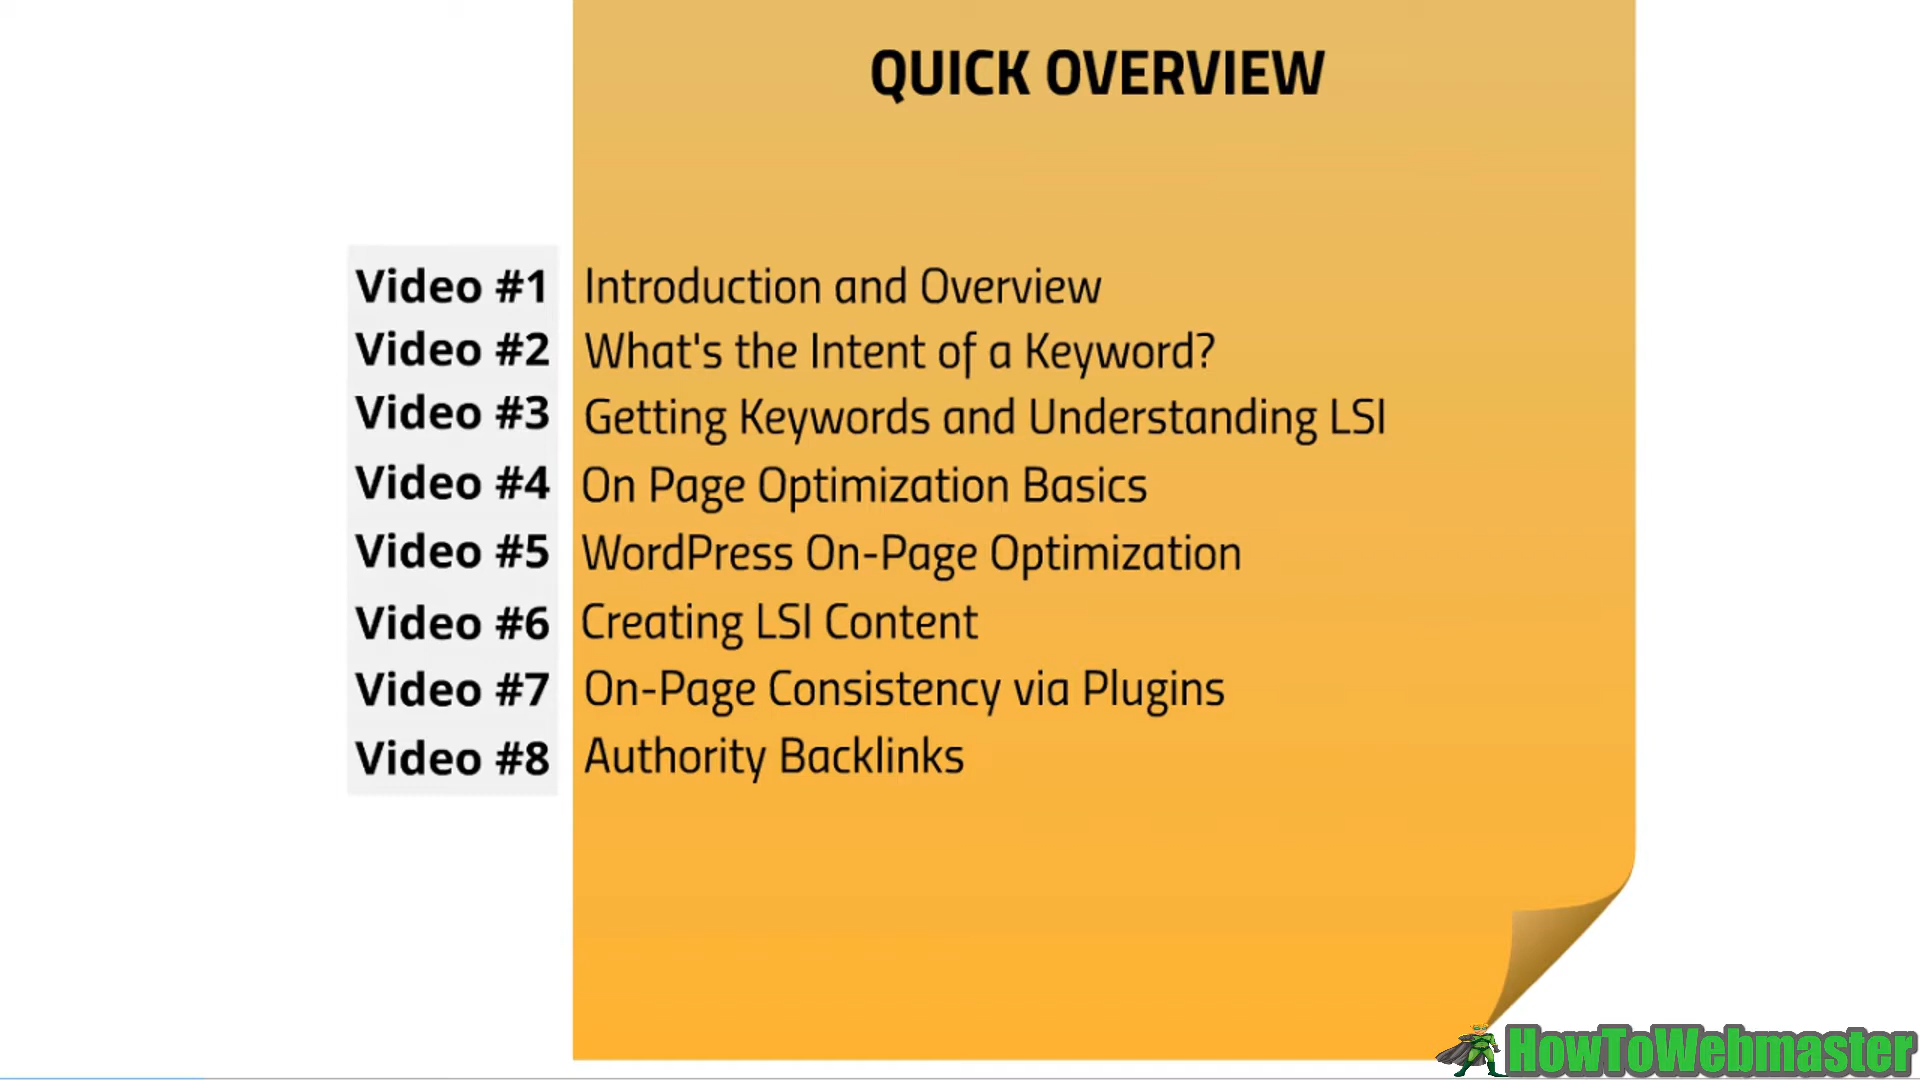 QUICK OVERVIEW
Video #1 Introduction and Overview
Video #2 What's the Intent of a Keyword?
Video #3 Getting Keywords and Understanding LSI
Video #4 On Page Optimization Basics
Video #5 WordPress On-Page Optimization
Video #6 Creating LSI Content
Video #7 On-Page Consistency via Plugins
Video #8 Authority Backlinks
HowToWebmaster